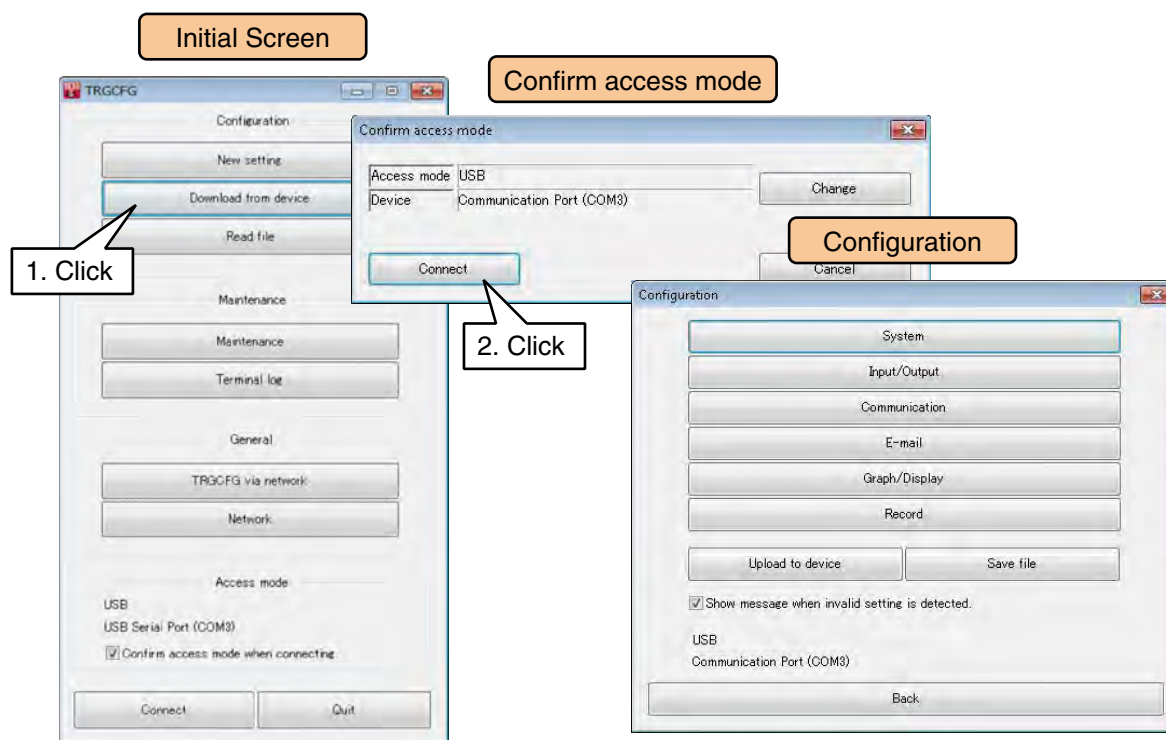 Initial Screen
TRGCFG
Configuration
New setting
Download from device
Read file
1. Click
Maintenance
Maintenance
Terminal log
General
TRGCFG via network
Network
Access mode
USB
USB Serial Port (COM3)
Confirm access mode when connecting
Connect
Quit
Confirm access mode
Confirm access mode
Access mode USB
Device Communication Port (COM3)
Change
Connect
Cancel
2. Click
Configuration
Configuration
System
Input/Output
Communication
E-mail
Graph/Display
Record
Upload to device
Save file
Show message when invalid setting is detected.
USB
Communication Port (COM3)
Back